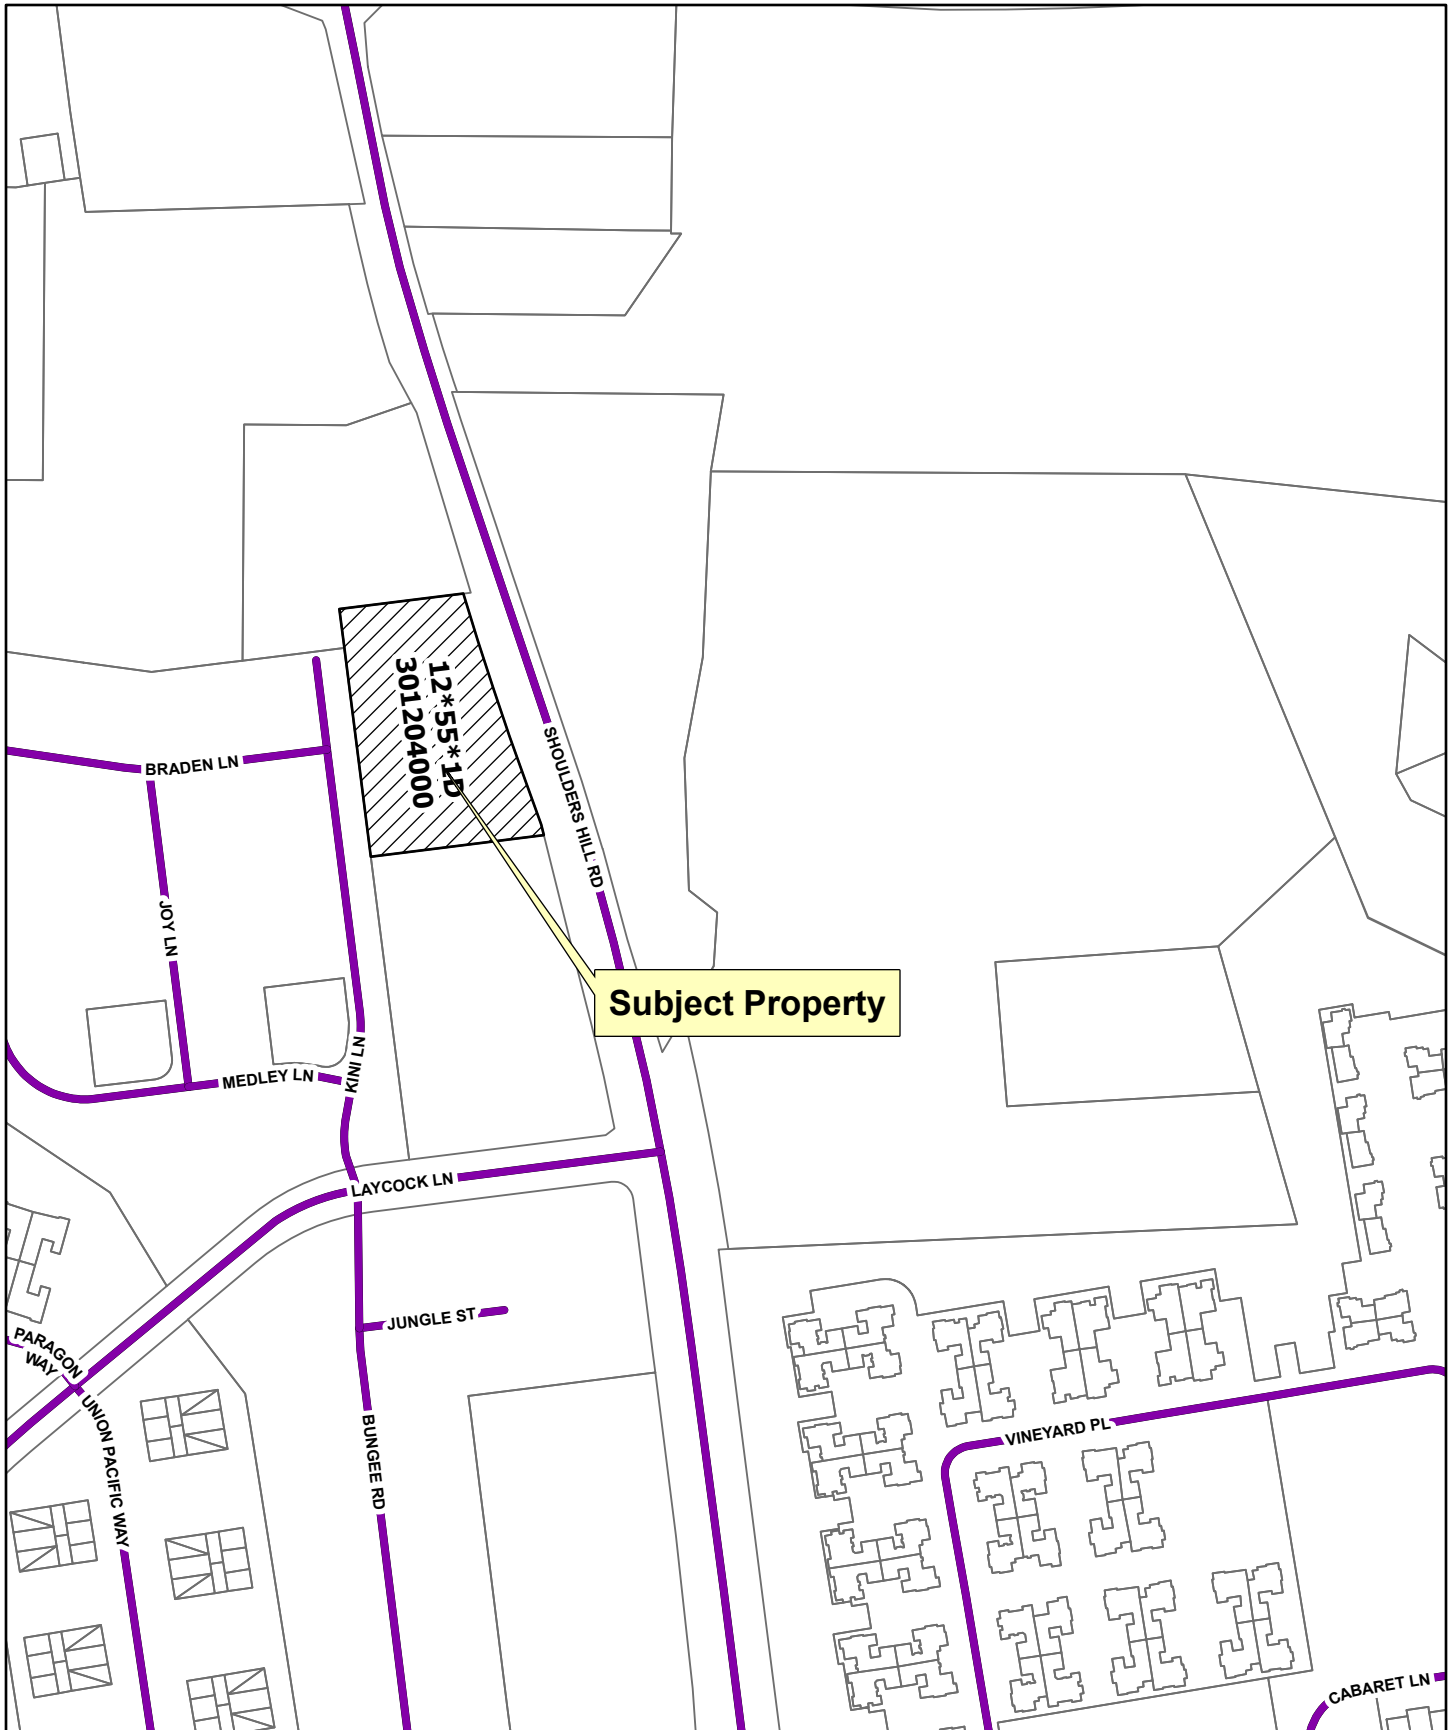 12*55*1D
301204000
SHOULDERS HILL RD
BRADEN LN
JOY LN
Subject Property
KINI LN
MEDLEY LN
LAYCOCK LN
JUNGLE ST
PARAGON
WAY
UNION PACIFIC WAY
BUNGEE RD
VINEYARD PL
CABARET LN